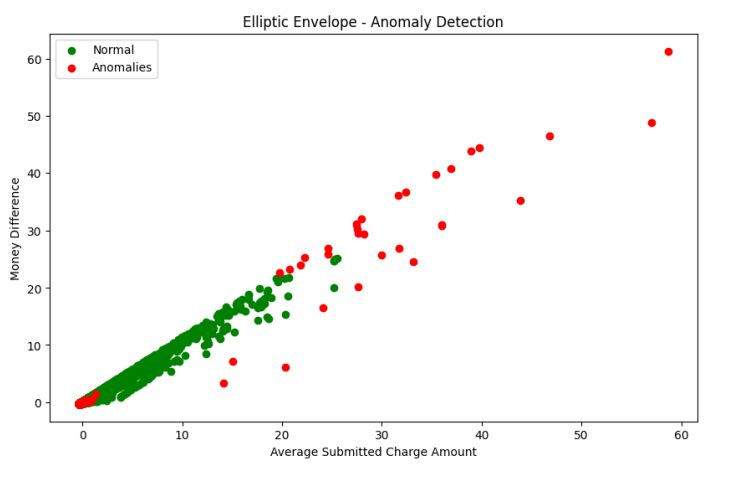 Elliptic Envelope - Anomaly Detection
Normal
Anomalies
60
50
40
30
20
10
0
Money Difference
0 10 20 30 40 50 60
Average Submitted Charge Amount